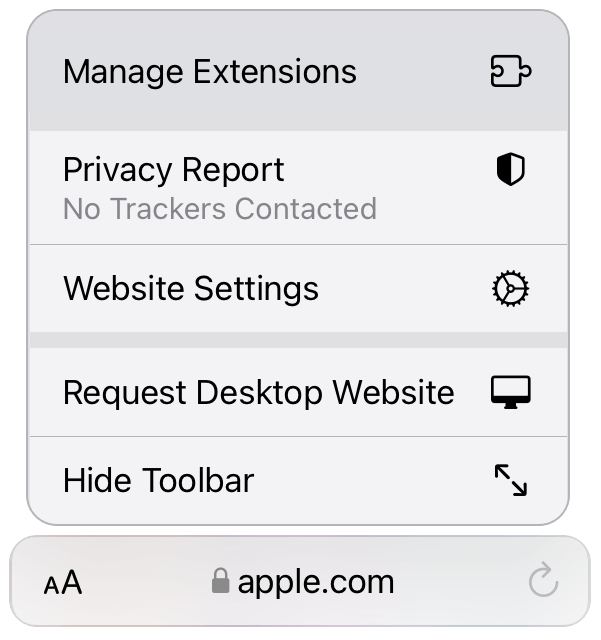 Manage Extensions
Privacy Report
No Trackers Contacted
Website Settings
Request Desktop Website
Hide Toolbar
AA apple.com